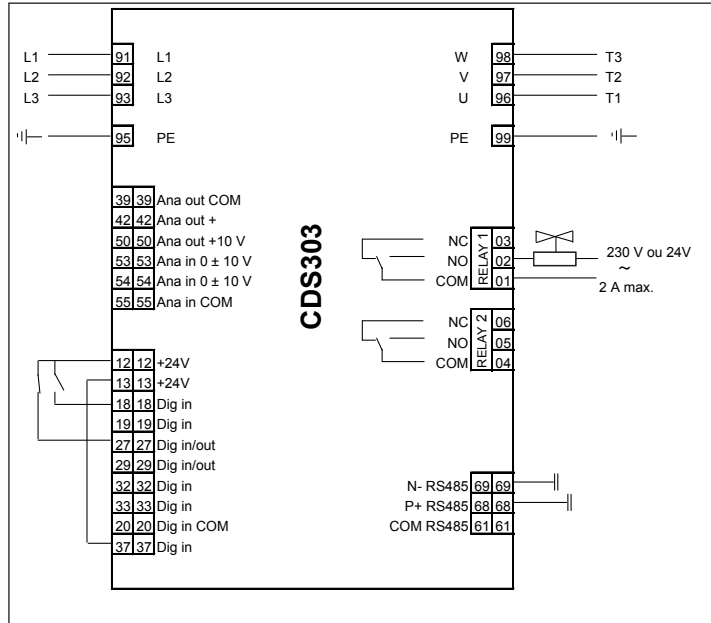 L1 91 L1
L2 92 L2
L3 93 L3
95 PE
W 98 T3
V 97 T2
U 96 T1
PE 99
39 39 Ana out COM
42 42 Ana out +
50 50 Ana out +10 V
53 53 Ana in 0 ± 10 V
54 54 Ana in 0 ± 10 V
55 55 Ana in COM
12 12 +24V
13 13 +24V
18 18 Dig in
19 19 Dig in
27 27 Dig in/out
29 29 Dig in/out
32 32 Dig in
33 33 Dig in
20 20 Dig in COM
37 37 Dig in
CDS303
RELAY 1
NC 03
NO 02
COM 01
230 V ou 24V
~
2 A max.
RELAY 2
NC 06
NO 05
COM 04
N- RS485 69 69
P+ RS485 68 68
COM RS485 61 61